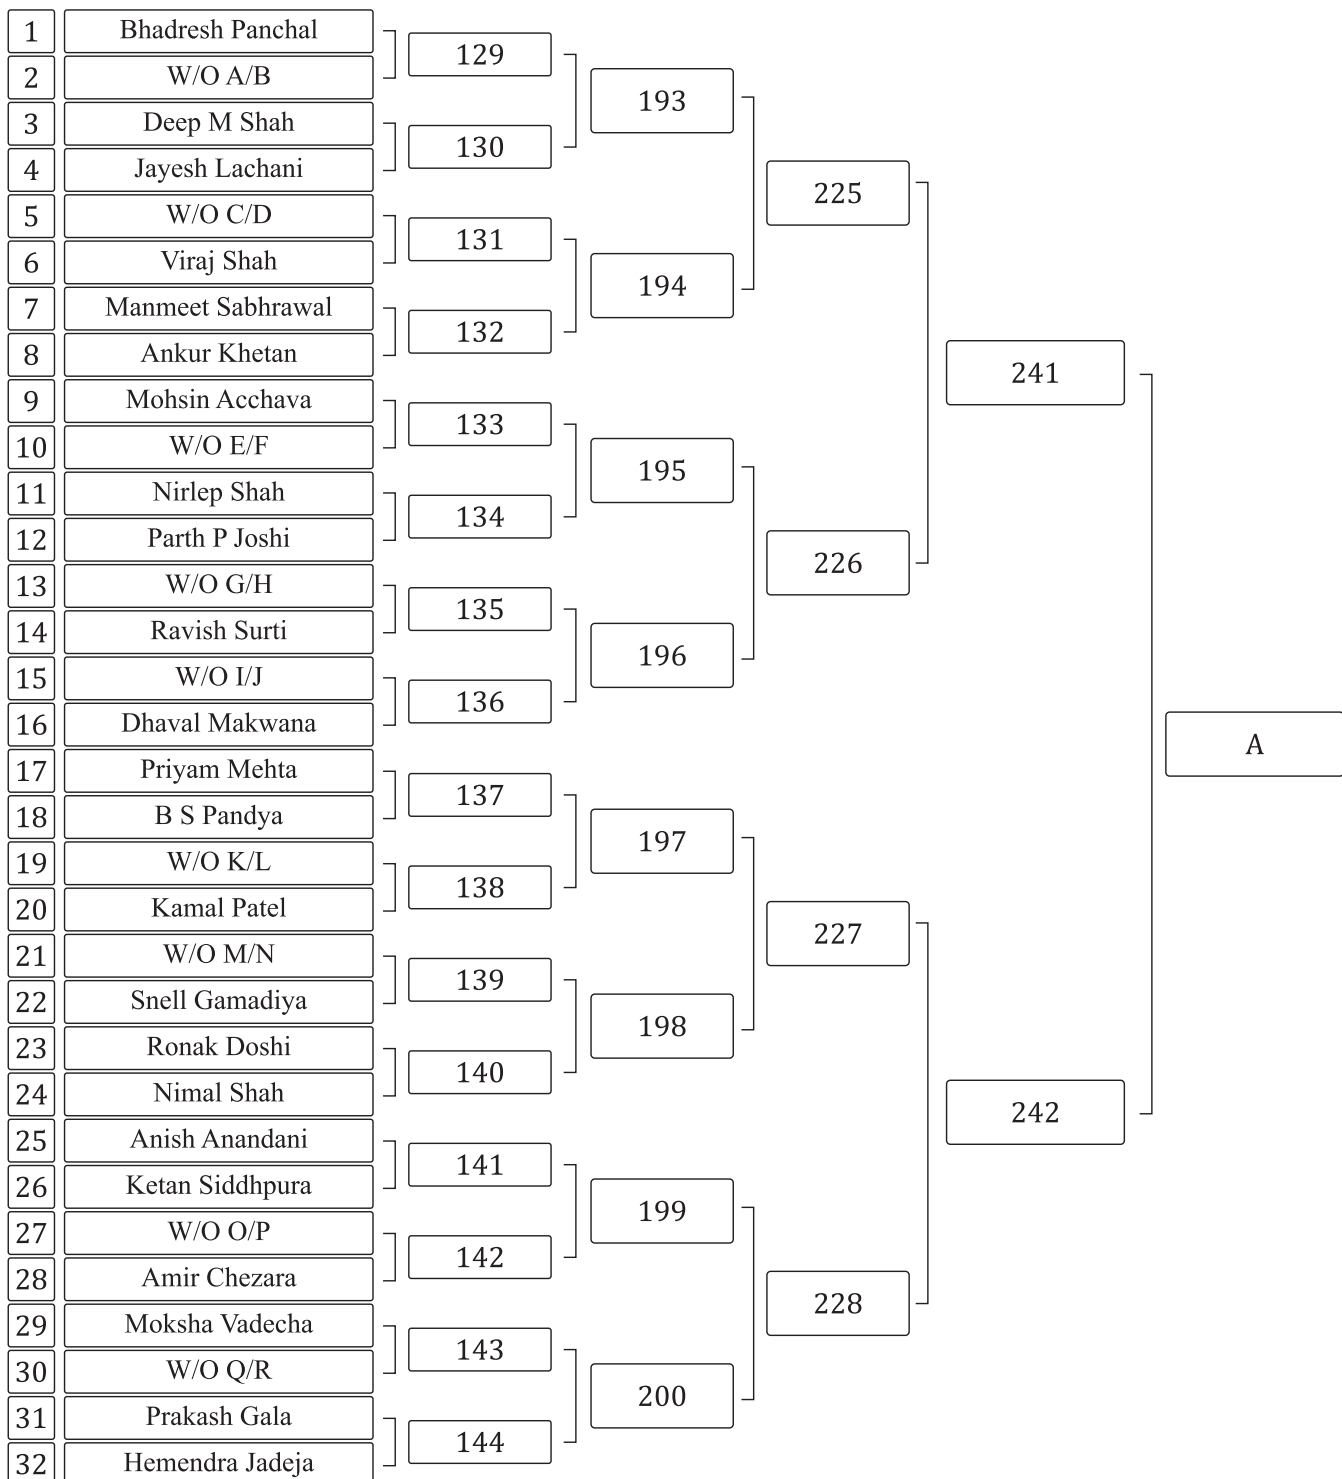 1 Bhadresh Panchal
2 W/O A/B
3 Deep M Shah
4 Jayesh Lachani
5 W/O C/D
6 Viraj Shah
7 Manmeet Sabhrawal
8 Ankur Khetan
9 Mohsin Acchava
10 W/O E/F
11 Nirlep Shah
12 Parth P Joshi
13 W/O G/H
14 Ravish Surti
15 W/O I/J
16 Dhaval Makwana
17 Priyam Mehta
18 B S Pandya
19 W/O K/L
20 Kamal Patel
21 W/O M/N
22 Snell Gamadiya
23 Ronak Doshi
24 Nimal Shah
25 Anish Anandani
26 Ketan Siddhpura
27 W/O O/P
28 Amir Chezara
29 Moksha Vadecha
30 W/O Q/R
31 Prakash Gala
32 Hemendra Jadeja
129
130
131
132
133
134
135
136
137
138
139
140
141
142
143
144
193
194
195
196
197
198
199
200
225
226
227
228
241
242
A